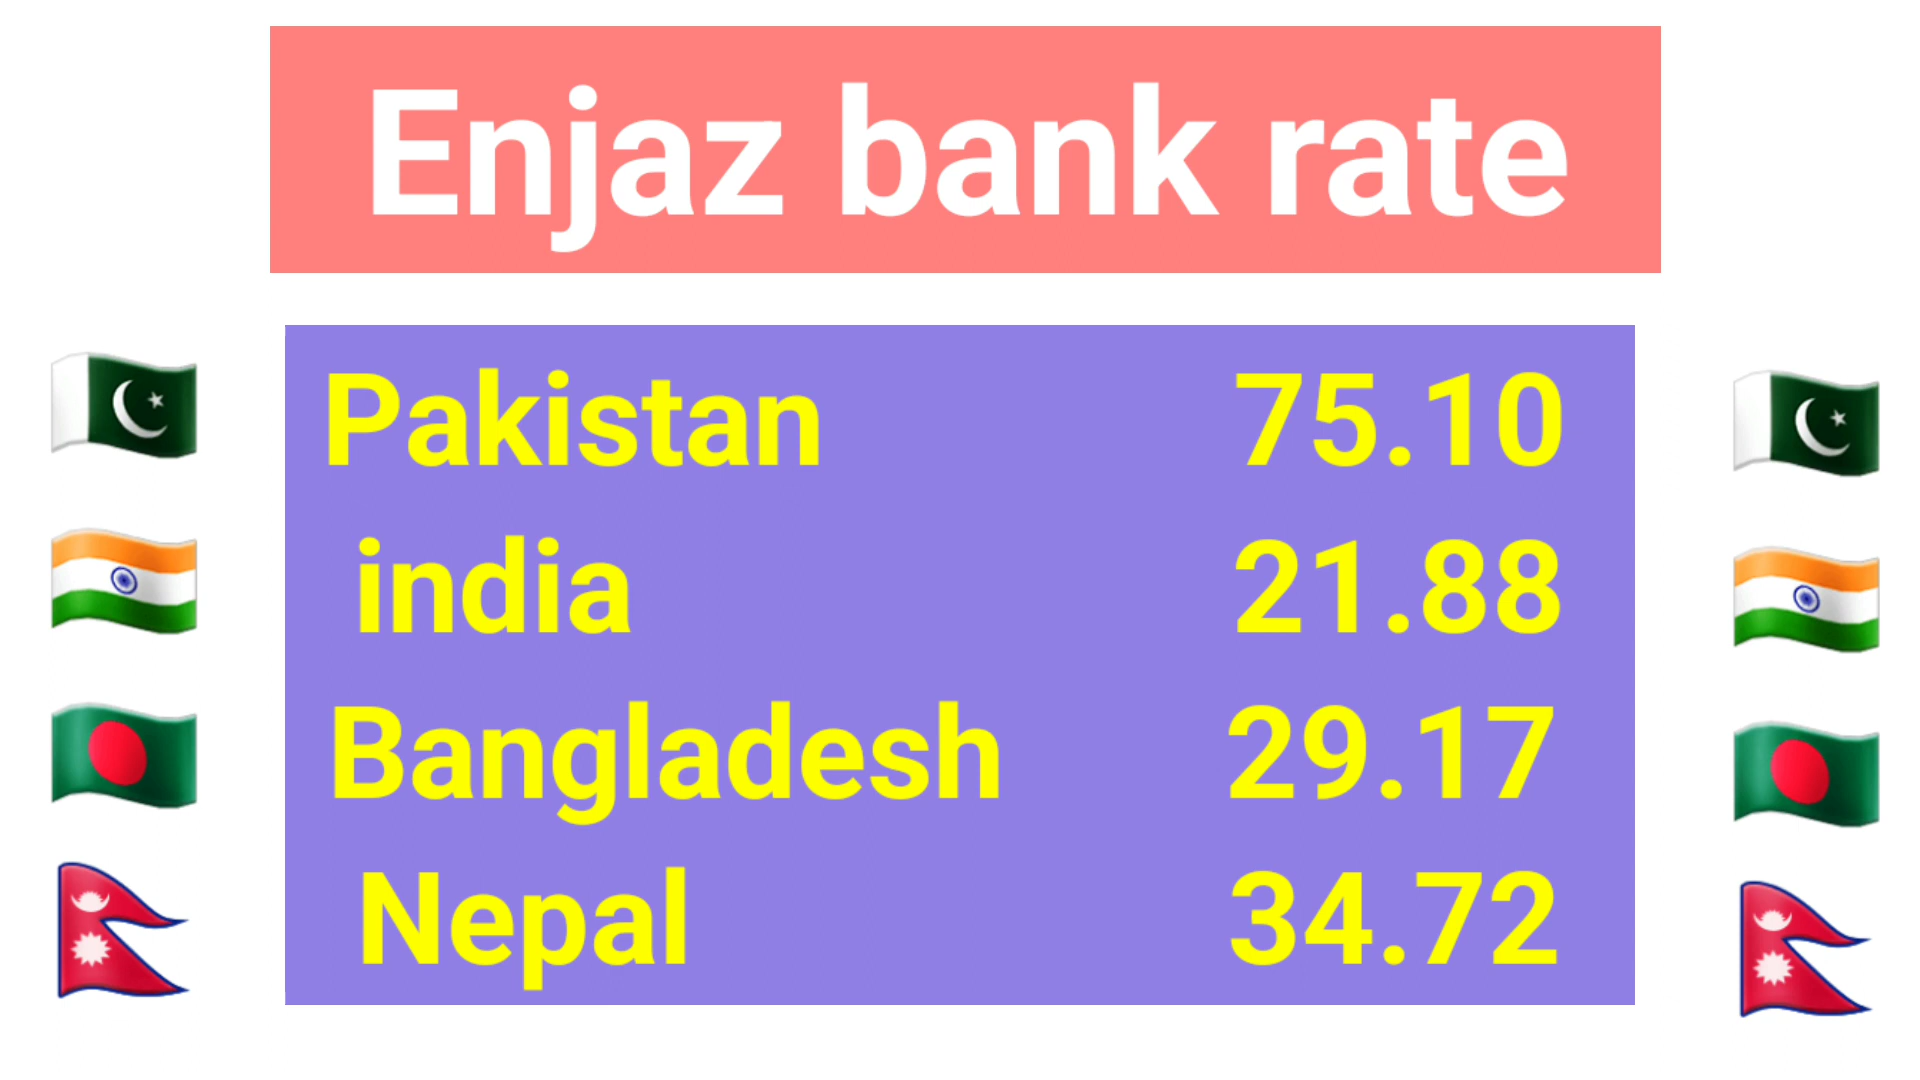 Enjaz bank rate
Pakistan 75.10
india 21.88
Bangladesh 29.17
Nepal 34.72